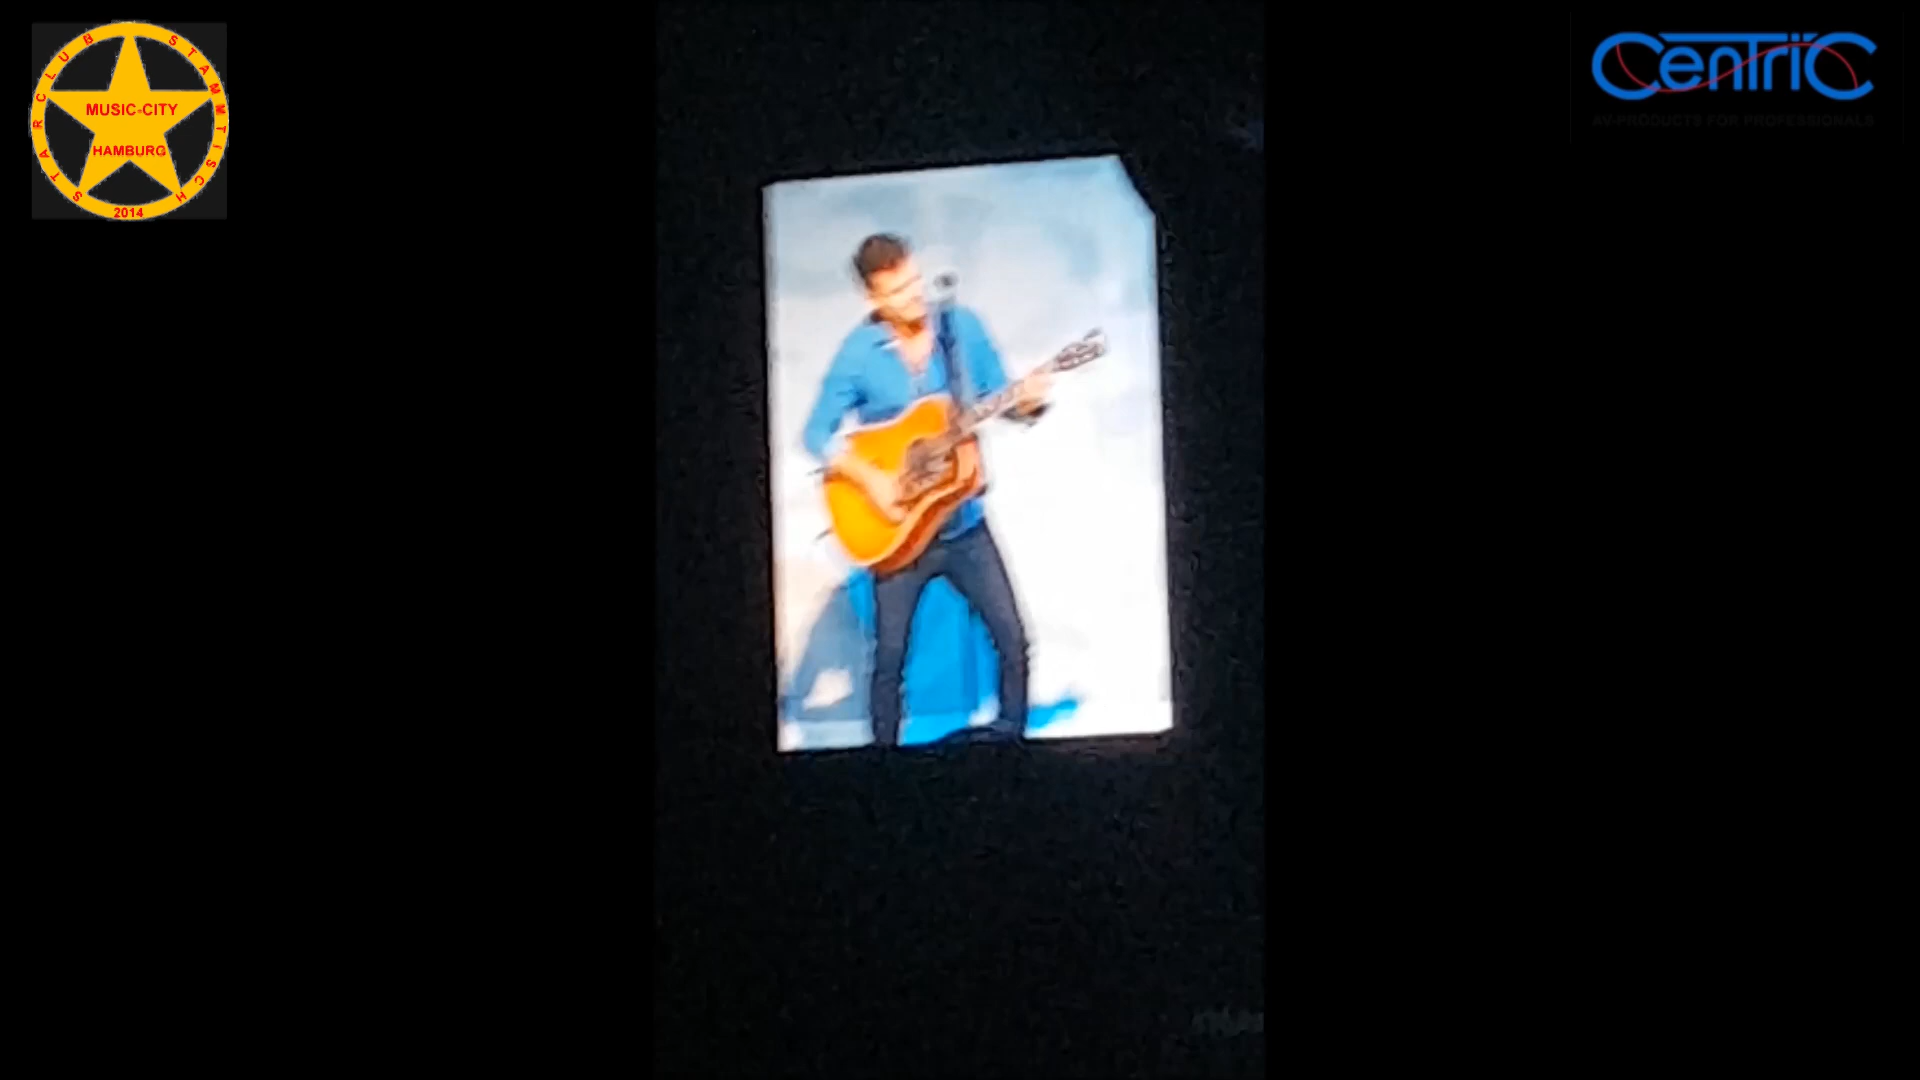 STARCLUB STAMMTISCH
MUSIC-CITY
HAMBURG
2014
CENTRIC
AV-PRODUCTS FOR PROFESSIONALS